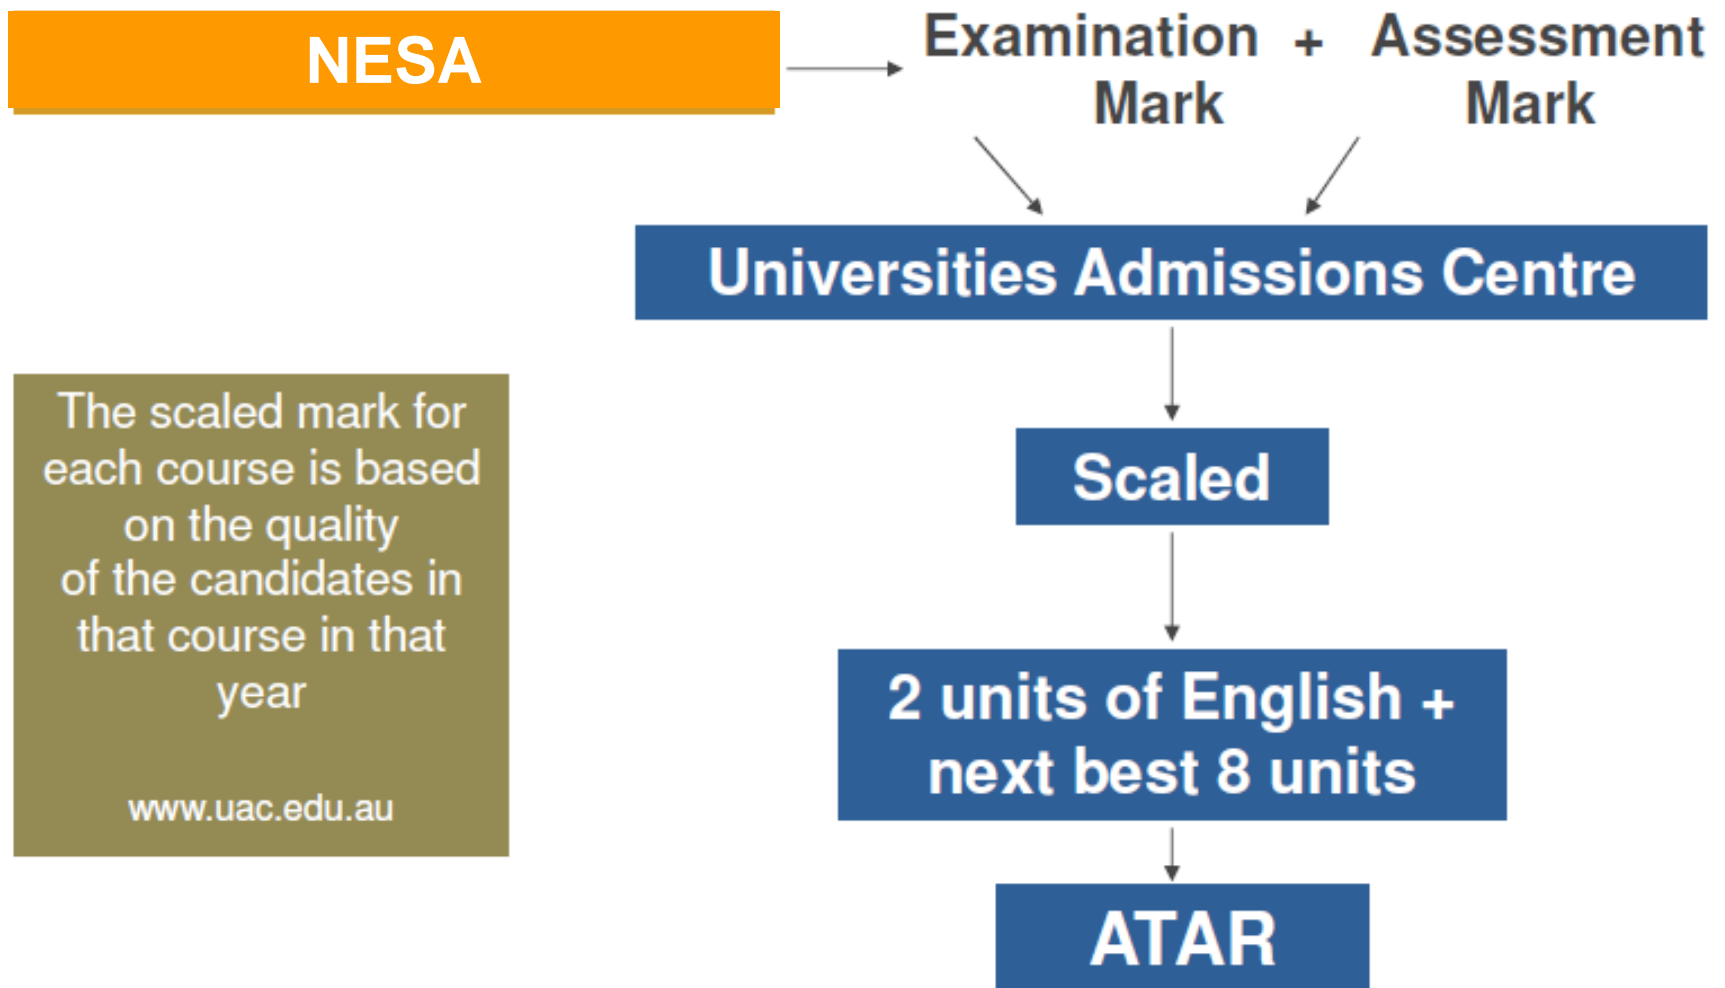 NESA
Examination + Assessment
Mark Mark
Universities Admissions Centre
Scaled
The scaled mark for
each course is based
on the quality
of the candidates in
that course in that
year
www.uac.edu.au
2 units of English +
next best 8 units
ATAR